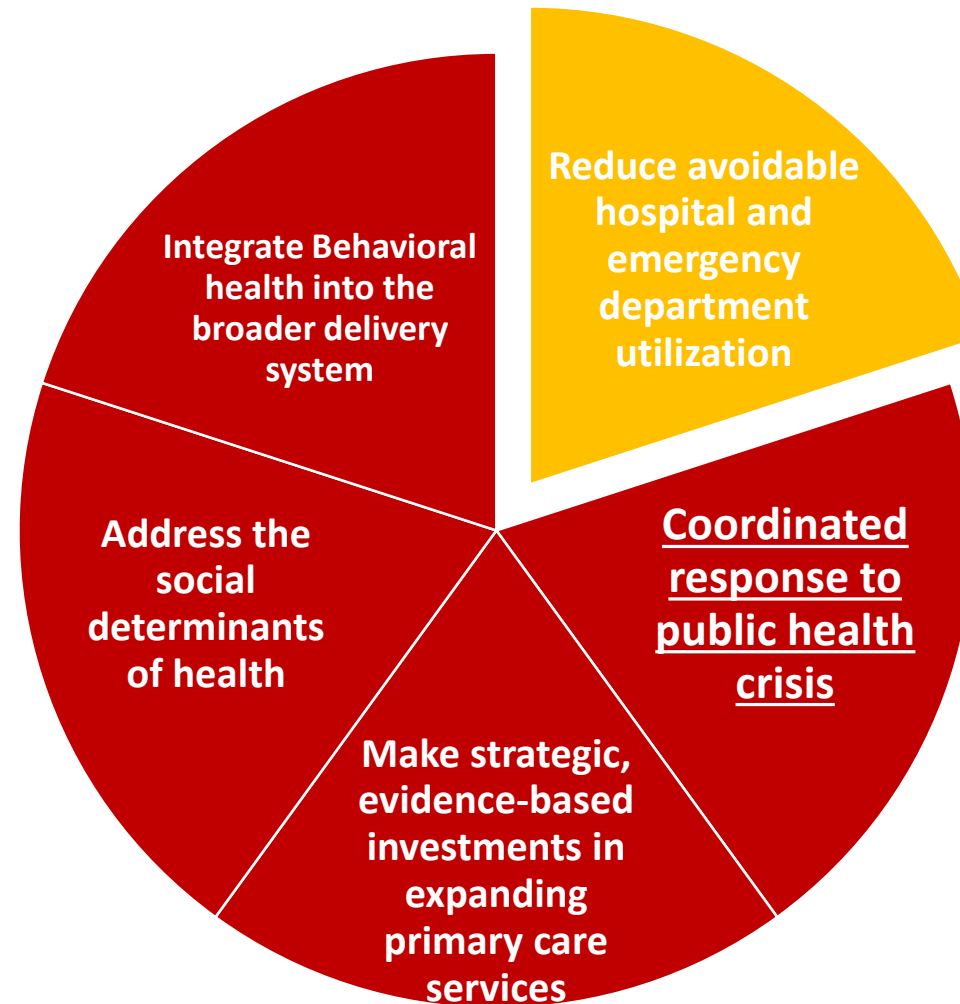 Reduce avoidable
hospital and
emergency
department
utilization
Coordinated
response to
public health
crisis
Make strategic,
evidence-based
investments in
expanding
primary care
services
Address the
social
determinants
of health
Integrate Behavioral
health into the
broader delivery
system